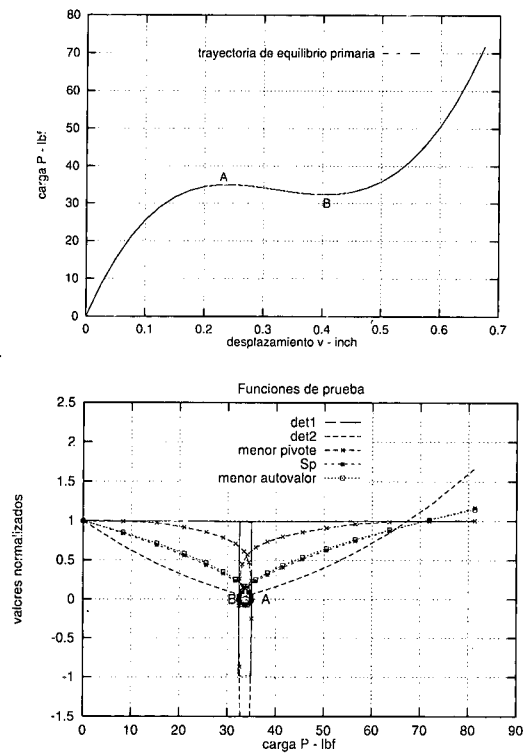 80
70
60
50
40
30
20
10
0
carga P - lbf
trayectoria de equilibrio primaria
A
B
0 0.1 0.2 0.3 0.4 0.5 0.6 0.7
desplazamiento v - inch
Funciones de prueba
2.5
2
1.5
1
0.5
0
-0.5
-1
-1.5
valores normalizados
det1
det2
menor pivote
Sp
menor autovalor
B A
0 10 20 30 40 50 60 70 80 90
carga P - lbf